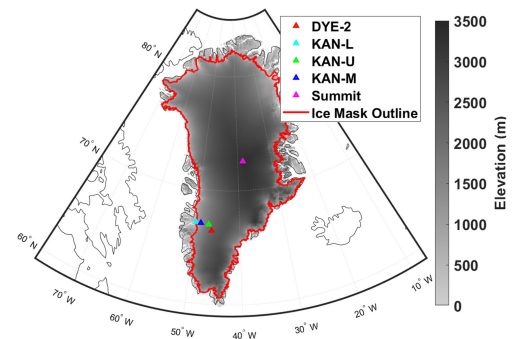 DYE-2
KAN-L
KAN-U
KAN-M
Summit
Ice Mask Outline
3500
3000
2500
2000
1500
1000
500
0
Elevation (m)
80° N
70° N
60° N
70° W
60° W
50° W
40° W
30° W
20° W
10° W